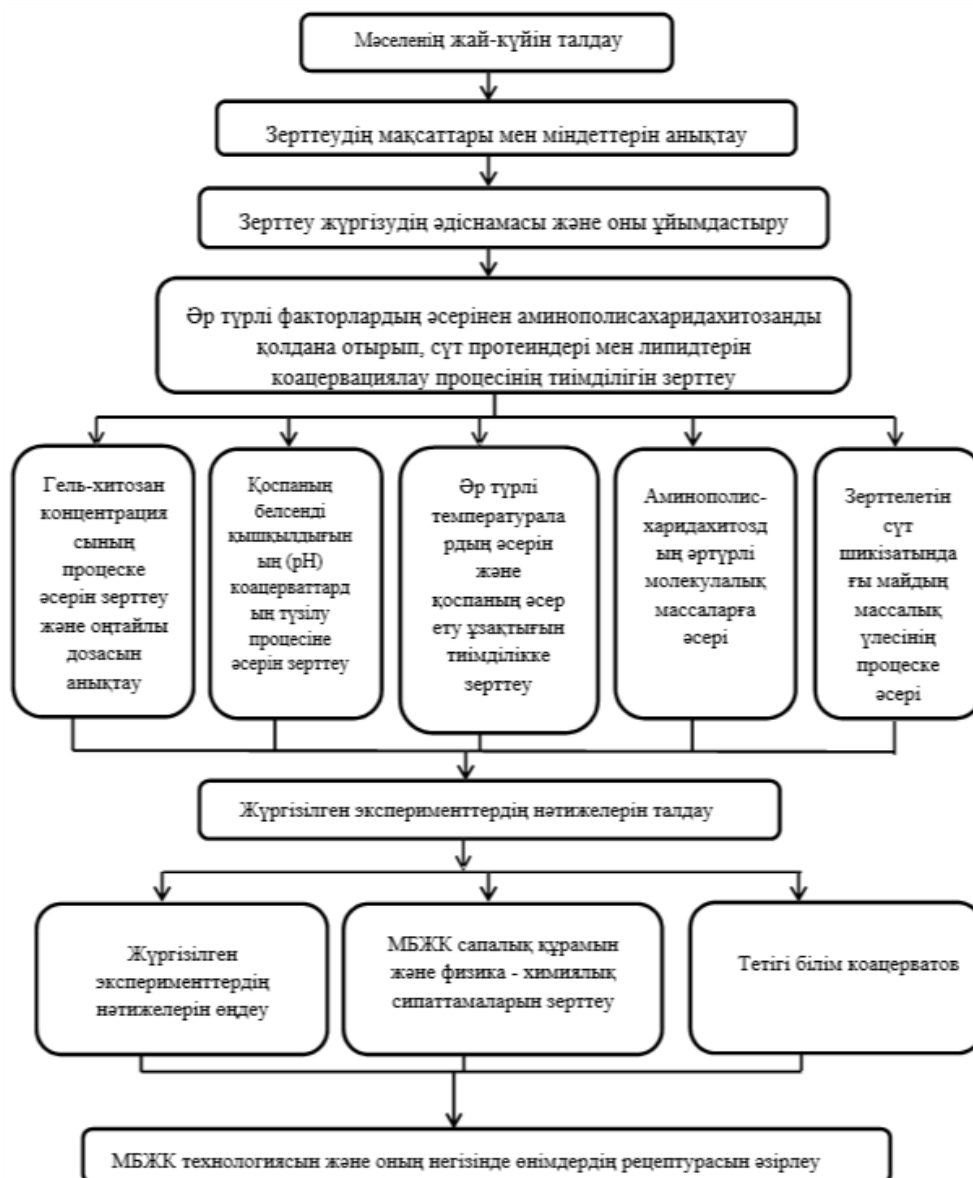 Мәселенің жай-күйін талдау
Зерттеудің мақсаттары мен міндеттерін анықтау
Зерттеу жүргізудің әдіснамасы және оны ұйымдастыру
Әр түрлі факторлардың әсерінен аминополисахаридахитозанды
қолдана отырып, сүт протеиндері мен липидтерін
коацервациялау процесінің тиімділігін зерттеу
Гель-хитозан
концентрация
сының
процеске
әсерін зерттеу
және оңтайлы
дозасын
анықтау
Қоспаның
белсенді
қышқылдығын
ың (рН)
коацерваттард
ың түзілу
процесіне
әсерін зерттеу
Әр түрлі
температурала
рдың әсерін
және
қоспаның әсер
ету ұзақтығын
тиімділікке
зерттеу
Аминополис-
харидахитозд
ың әртүрлі
молекулалық
массаларға
әсері
Зерттелетін
сүт
шикізатында
ғы майдың
массалық
үлесінің
процеске
әсері
Жүргізілген эксперименттердің нәтижелерін талдау
Жүргізілген
эксперименттердің
нәтижелерін өңдеу
МБЖК сапалық құрамын
және физика - химиялық
сипаттамаларын зерттеу
Тетігі білім коацерватов
МБЖК технологиясын және оның негізінде өнімдердің рецептурасын әзірлеу